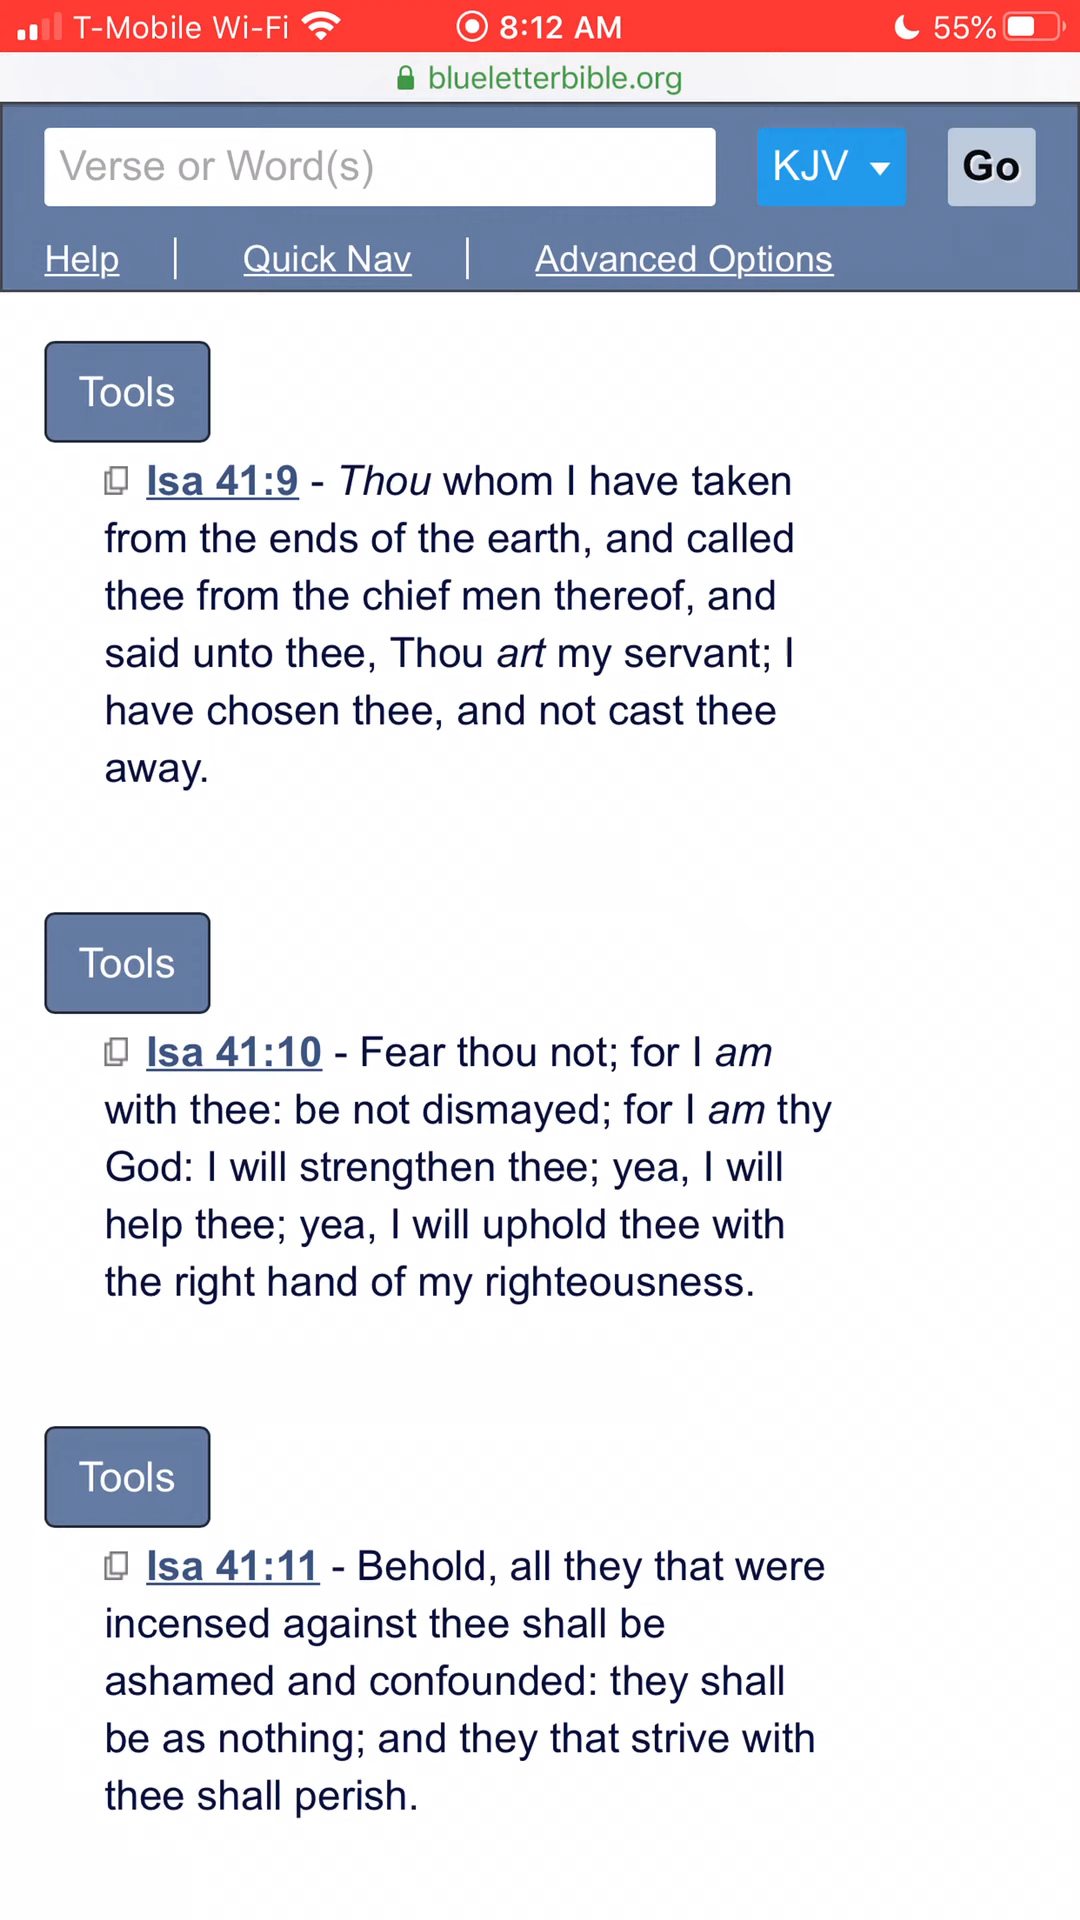 T-Mobile Wi-Fi 8:12 AM 55%
blueletterbible.org
Verse or Word(s) KJV Go
Help | Quick Nav | Advanced Options
Tools
Isa 41:9 - Thou whom I have taken
from the ends of the earth, and called
thee from the chief men thereof, and
said unto thee, Thou art my servant; I
have chosen thee, and not cast thee
away.
Tools
Isa 41:10 - Fear thou not; for I am
with thee: be not dismayed; for I am thy
God: I will strengthen thee; yea, I will
help thee; yea, I will uphold thee with
the right hand of my righteousness.
Tools
Isa 41:11 - Behold, all they that were
incensed against thee shall be
ashamed and confounded: they shall
be as nothing; and they that strive with
thee shall perish.